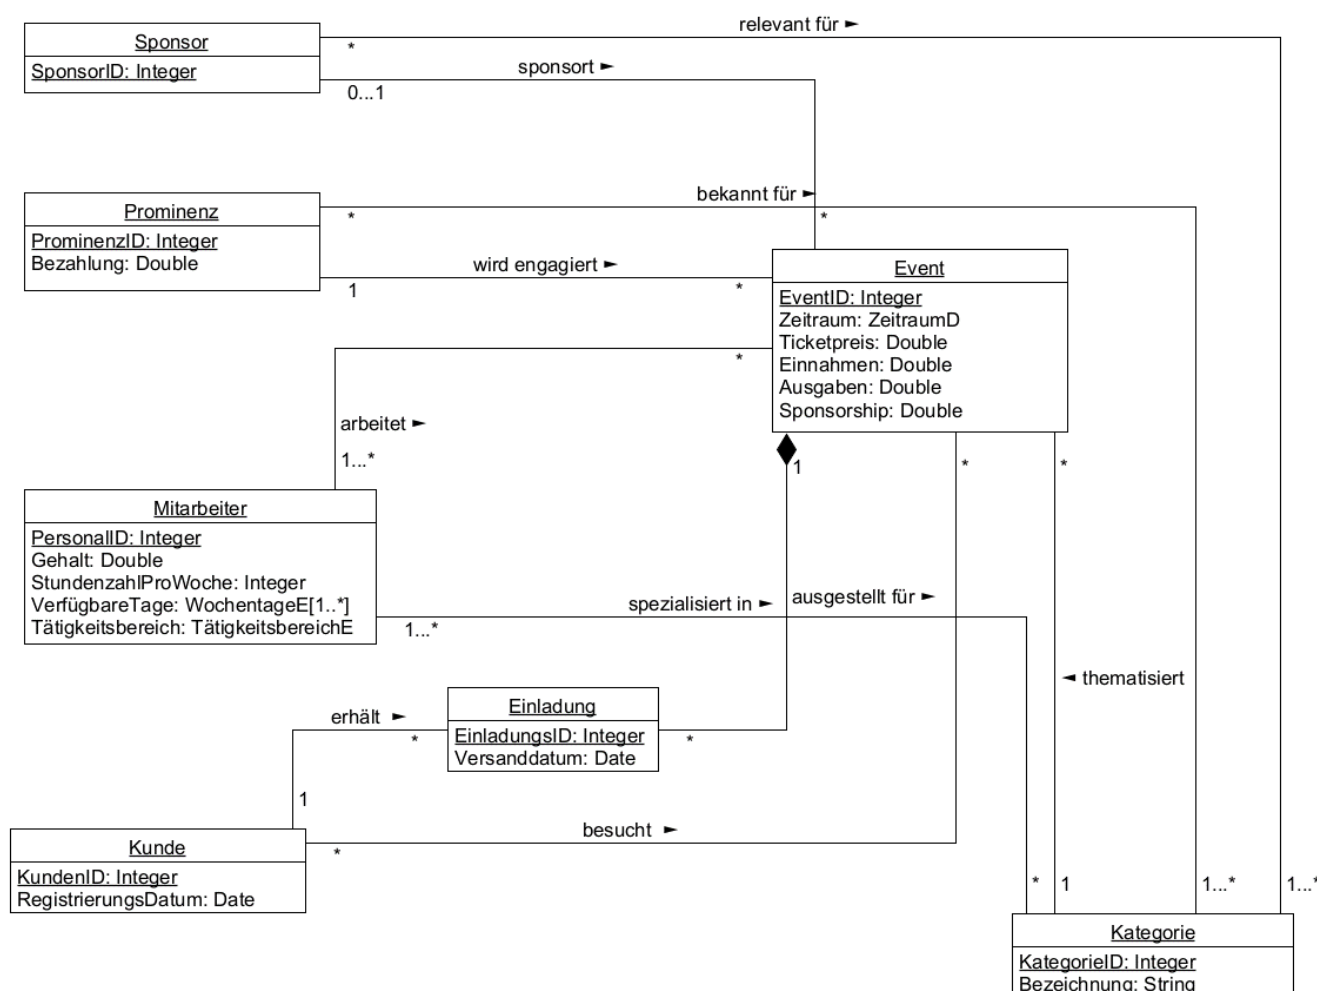 relevant für ►
Sponsor
*
SponsorID: Integer
sponsort ►
0...1
bekannt für ►
Prominenz
*
*
ProminenzID: Integer
Bezahlung: Double
wird engagiert ►
1
*
Event
EventID: Integer
Zeitraum: ZeitraumD
Ticketpreis: Double
Einnahmen: Double
Ausgaben: Double
Sponsorship: Double
*
arbeitet ►
1...*
1
*
*
Mitarbeiter
PersonalID: Integer
Gehalt: Double
StundenzahlProWoche: Integer
VerfügbareTage: WochentageE[1..*]
Tätigkeitsbereich: TätigkeitsbereichE
spezialisiert in ►
ausgestellt für ►
1...*
◄ thematisiert
Einladung
EinladungsID: Integer
Versanddatum: Date
erhält ►
*
*
1
besucht ►
Kunde
*
KundenID: Integer
RegistrierungsDatum: Date
*
1
1...*
1...*
Kategorie
KategorieID: Integer
Bezeichnung: String